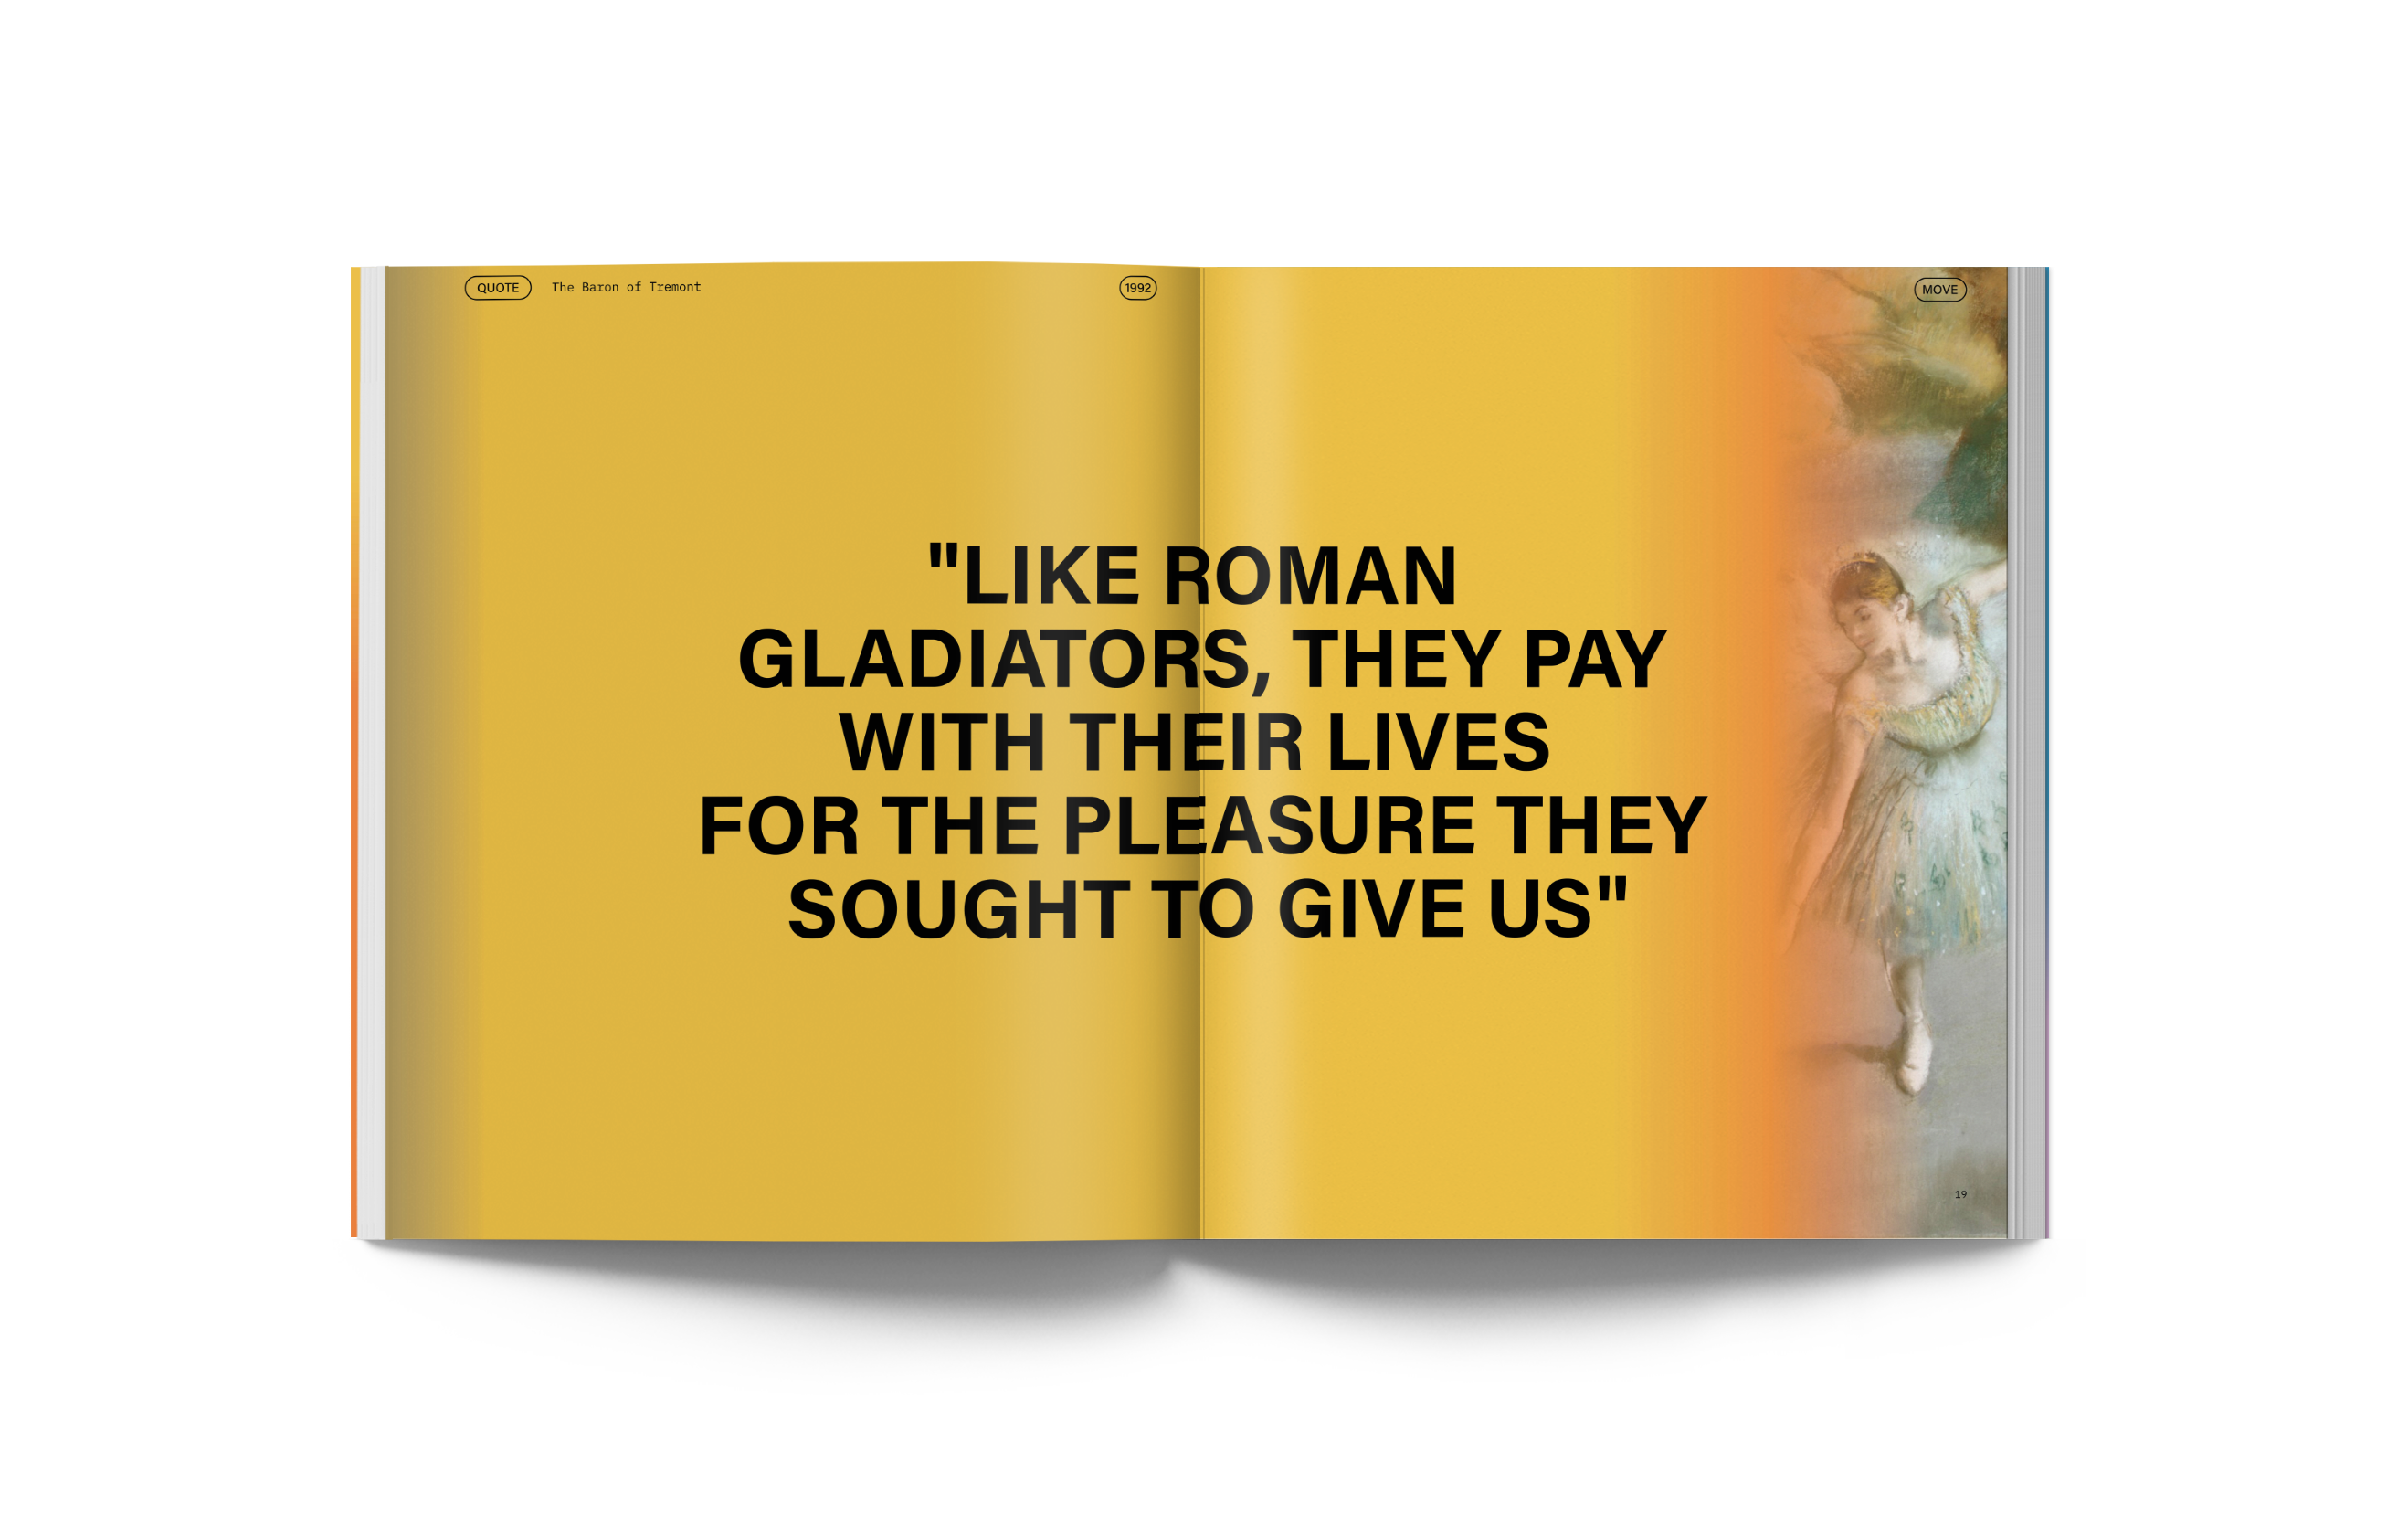 QUOTE The Baron of Tremont 1992 MOVE
"LIKE ROMAN
GLADIATORS, THEY PAY
WITH THEIR LIVES
FOR THE PLEASURE THEY
SOUGHT TO GIVE US"
19